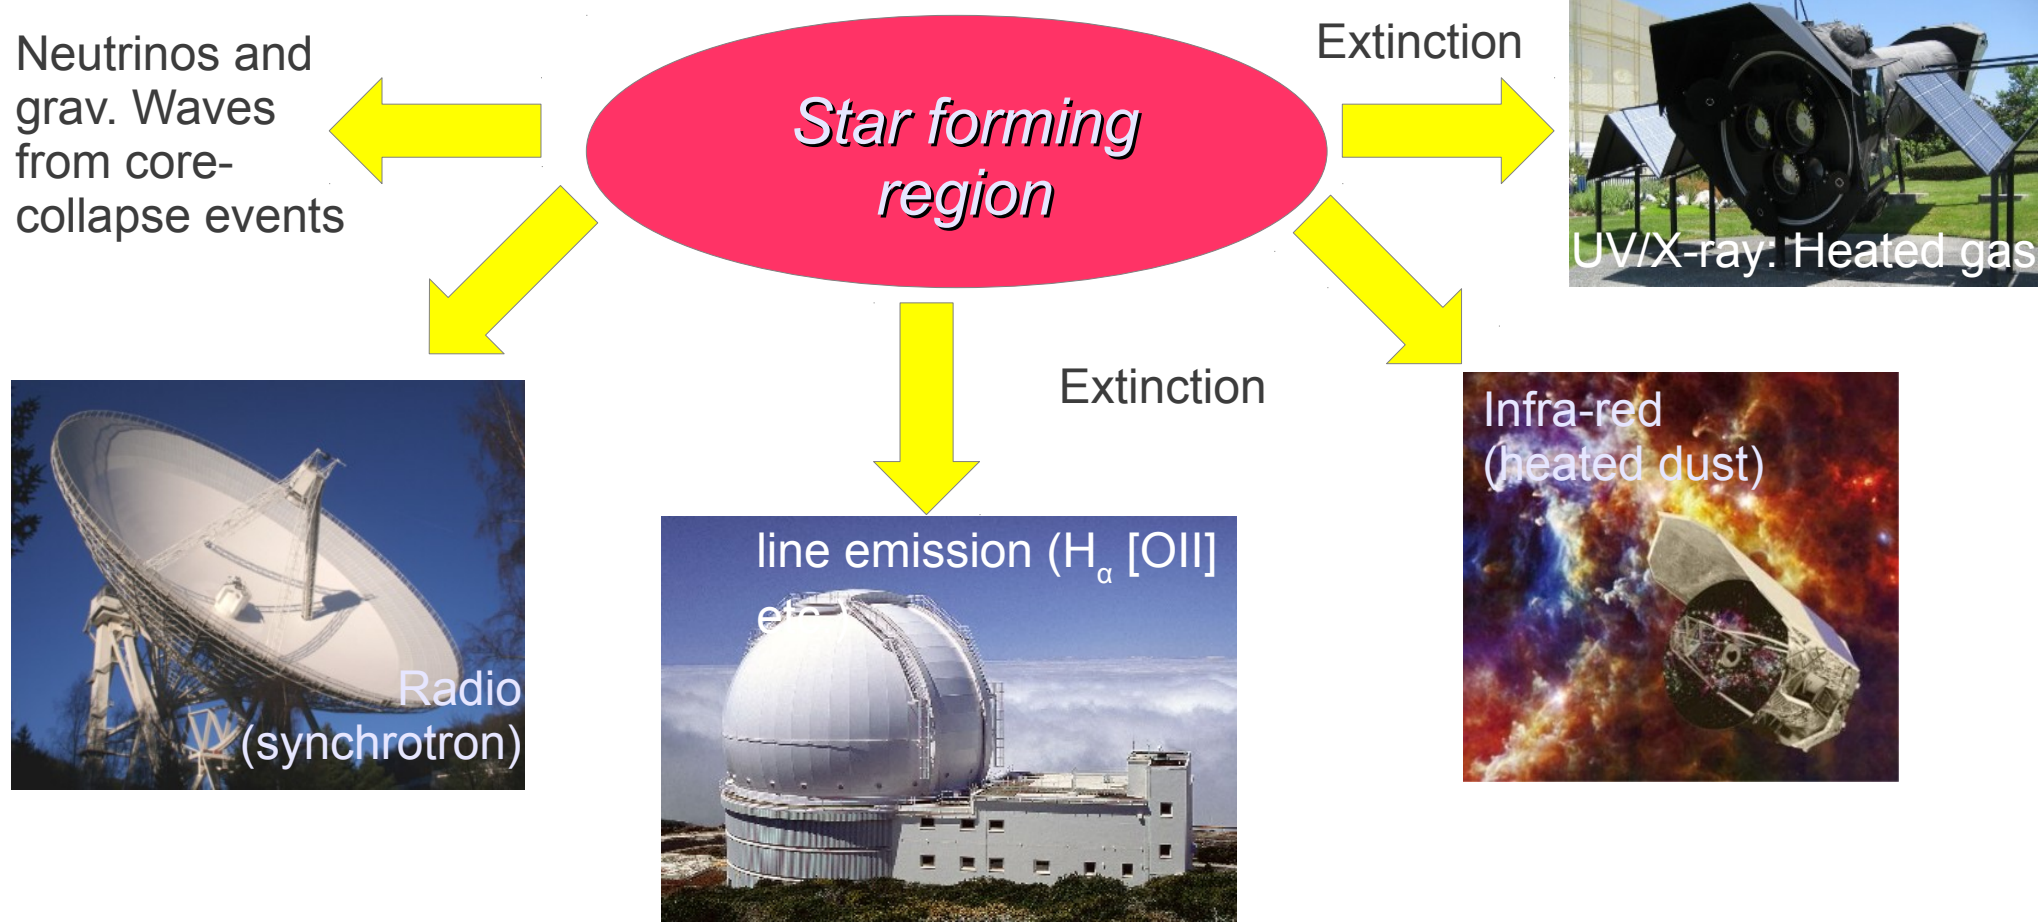 Neutrinos and
grav. Waves
from core-
collapse events
Star forming
region
Extinction
UV/X-ray: Heated gas
Extinction
Infra-red
(heated dust)
Radio
(synchrotron)
line emission (Hα [OII]
etc.)